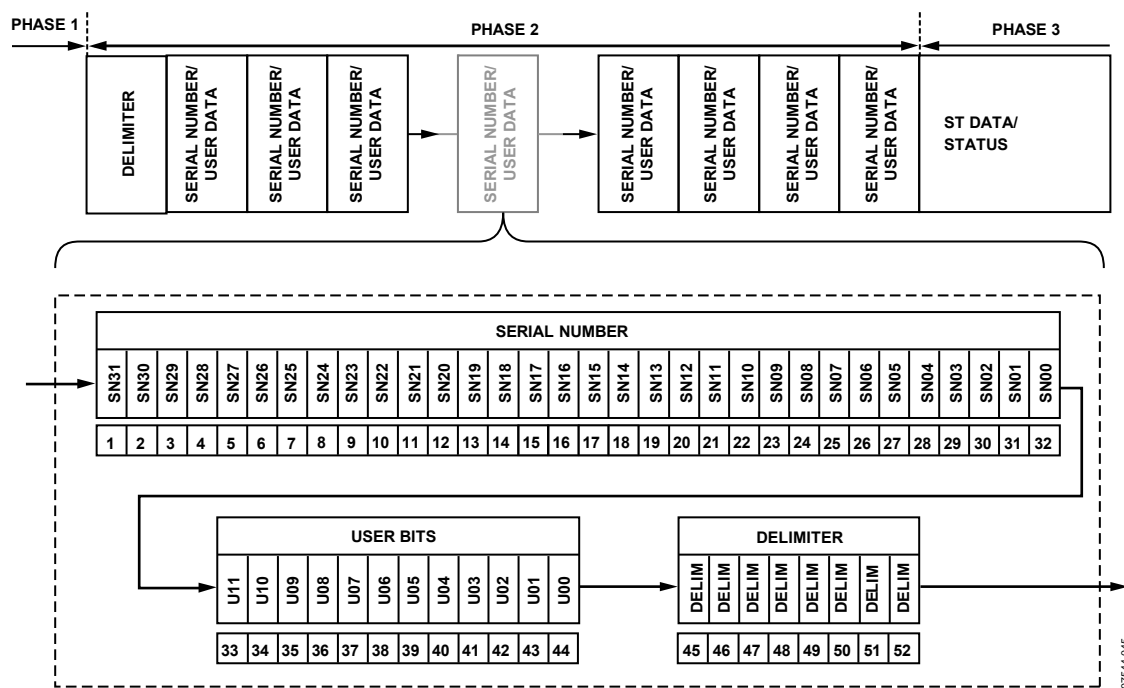 PHASE 1
PHASE 2
PHASE 3
DELIMITER
SERIAL NUMBER/
USER DATA
SERIAL NUMBER/
USER DATA
SERIAL NUMBER/
USER DATA
SERIAL NUMBER/
USER DATA
SERIAL NUMBER/
USER DATA
SERIAL NUMBER/
USER DATA
SERIAL NUMBER/
USER DATA
SERIAL NUMBER/
USER DATA
ST DATA/
STATUS
SERIAL NUMBER
SN31 SN30 SN29 SN28 SN27 SN26 SN25 SN24 SN23 SN22 SN21 SN20 SN19 SN18 SN17 SN16 SN15 SN14 SN13 SN12 SN11 SN10 SN09 SN08 SN07 SN06 SN05 SN04 SN03 SN02 SN01 SN00
1 2 3 4 5 6 7 8 9 10 11 12 13 14 15 16 17 18 19 20 21 22 23 24 25 26 27 28 29 30 31 32
USER BITS
U11 U10 U09 U08 U07 U06 U05 U04 U03 U02 U01 U00
33 34 35 36 37 38 39 40 41 42 43 44
DELIMITER
DELIM DELIM DELIM DELIM DELIM DELIM DELIM DELIM
45 46 47 48 49 50 51 52